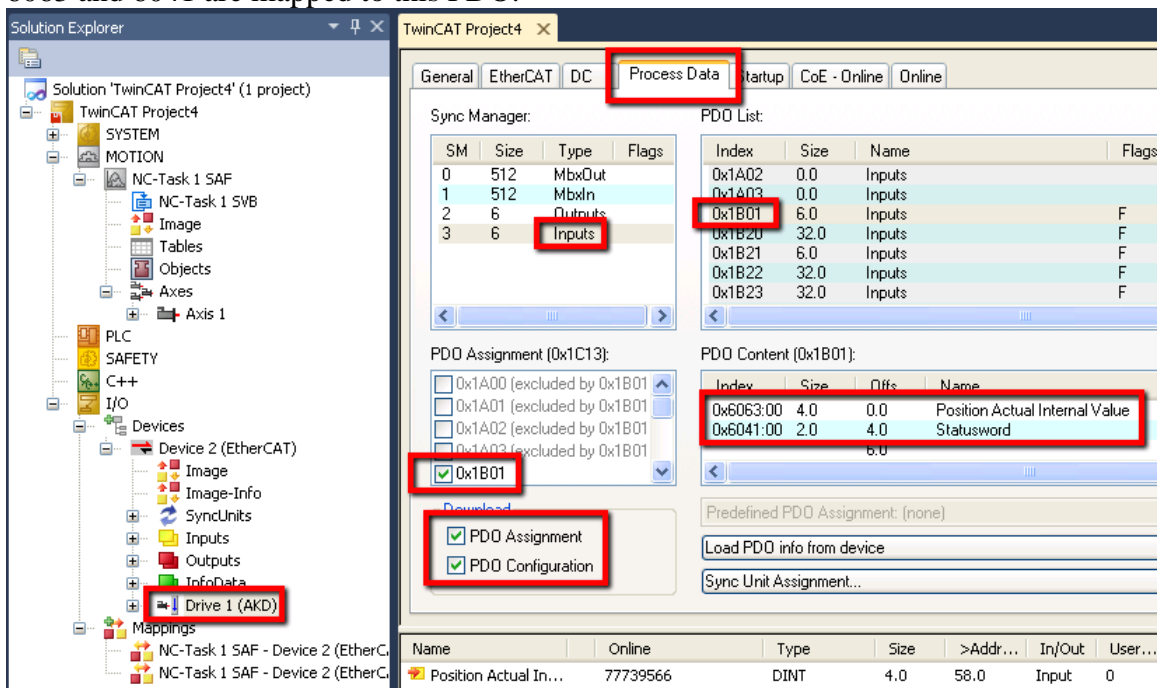 6063 and 6041 are mapped to this PDO.
Solution Explorer
TwinCAT Project4
Solution 'TwinCAT Project4' (1 project)
TwinCAT Project4
SYSTEM
MOTION
NC-Task 1 SAF
NC-Task 1 SVB
Image
Tables
Objects
Axes
Axis 1
PLC
SAFETY
C++
I/O
Devices
Device 2 (EtherCAT)
Image
Image-Info
SyncUnits
Inputs
Outputs
InfoData
Drive 1 (AKD)
Mappings
NC-Task 1 SAF - Device 2 (EtherC
NC-Task 1 SAF - Device 2 (EtherC
General EtherCAT DC Process Data Startup CoE - Online Online
Sync Manager:
SM Size Type Flags
0 512 MbxOut
1 512 MbxIn
2 6 Outputs
3 6 Inputs
PDO List:
Index Size Name Flags
0x1A02 0.0 Inputs
0x1A03 0.0 Inputs
0x1B01 6.0 Inputs F
0x1B20 32.0 Inputs F
0x1B21 6.0 Inputs F
0x1B22 32.0 Inputs F
0x1B23 32.0 Inputs F
PDO Assignment (0x1C13):
0x1A00 (excluded by 0x1B01
0x1A01 (excluded by 0x1B01
0x1A02 (excluded by 0x1B01
0x1A03 (excluded by 0x1B01
0x1B01
PDO Content (0x1B01):
Index Size Offs Name
0x6063:00 4.0 0.0 Position Actual Internal Value
0x6041:00 2.0 4.0 Statusword
6.0
Download
PDO Assignment
PDO Configuration
Predefined PDO Assignment: (none)
Load PDO info from device
Sync Unit Assignment...
Name Online Type Size >Addr... In/Out User...
Position Actual In... 77739566 DINT 4.0 58.0 Input 0